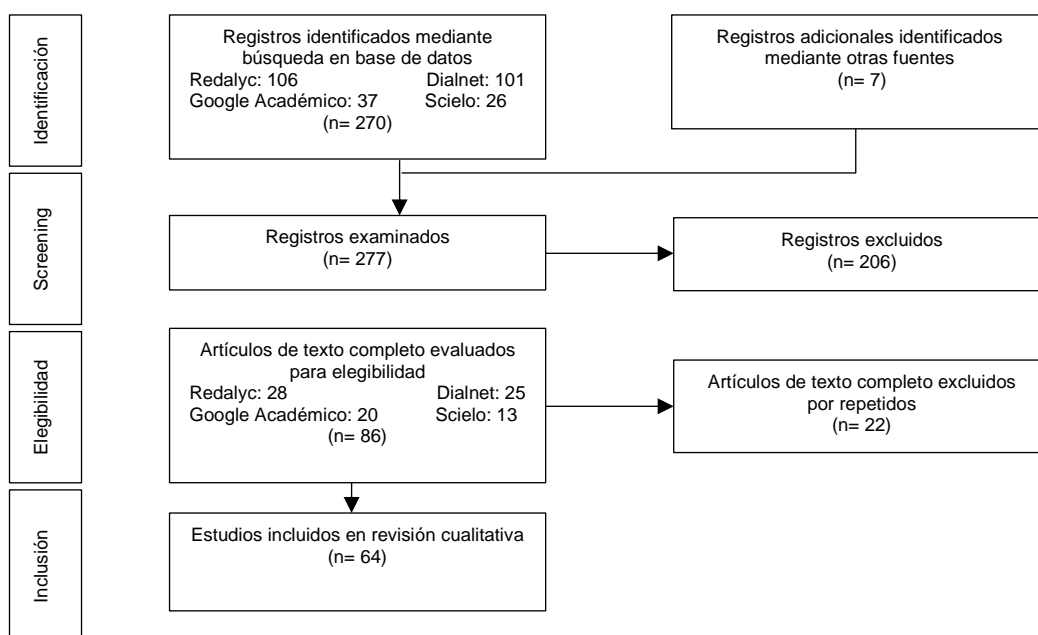 Identificación
Registros identificados mediante
búsqueda en base de datos
Redalyc: 106 Dialnet: 101
Google Académico: 37 Scielo: 26
(n= 270)
Registros adicionales identificados
mediante otras fuentes
(n= 7)
Screening
Registros examinados
(n= 277)
Registros excluidos
(n= 206)
Elegibilidad
Artículos de texto completo evaluados
para elegibilidad
Redalyc: 28 Dialnet: 25
Google Académico: 20 Scielo: 13
(n= 86)
Artículos de texto completo excluidos
por repetidos
(n= 22)
Inclusión
Estudios incluidos en revisión cualitativa
(n= 64)